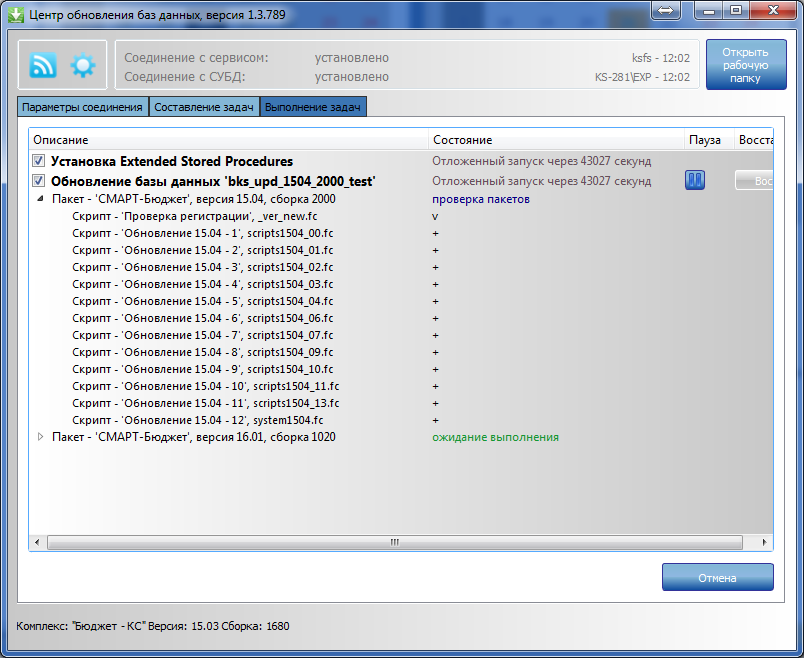 Центр обновления баз данных, версия 1.3.789
Соединение с сервисом: установлено ksfs - 12:02
Соединение с СУБД: установлено KS-281\EXP - 12:02
Открыть
рабочую
папку
Параметры соединения Составление задач Выполнение задач
Описание Состояние Пауза Восста
Установка Extended Stored Procedures Отложенный запуск через 43027 секунд
Обновление базы данных 'bks_upd_1504_2000_test' Отложенный запуск через 43027 секунд Вос
Пакет - 'СМАРТ-Бюджет', версия 15.04, сборка 2000 проверка пакетов
Скрипт - 'Проверка регистрации', _ver_new.fc v
Скрипт - 'Обновление 15.04 - 1', scripts1504_00.fc +
Скрипт - 'Обновление 15.04 - 2', scripts1504_01.fc +
Скрипт - 'Обновление 15.04 - 3', scripts1504_02.fc +
Скрипт - 'Обновление 15.04 - 4', scripts1504_03.fc +
Скрипт - 'Обновление 15.04 - 5', scripts1504_04.fc +
Скрипт - 'Обновление 15.04 - 6', scripts1504_06.fc +
Скрипт - 'Обновление 15.04 - 7', scripts1504_07.fc +
Скрипт - 'Обновление 15.04 - 8', scripts1504_09.fc +
Скрипт - 'Обновление 15.04 - 9', scripts1504_10.fc +
Скрипт - 'Обновление 15.04 - 10', scripts1504_11.fc +
Скрипт - 'Обновление 15.04 - 11', scripts1504_13.fc +
Скрипт - 'Обновление 15.04 - 12', system1504.fc +
Пакет - 'СМАРТ-Бюджет', версия 16.01, сборка 1020 ожидание выполнения
Отмена
Комплекс: "Бюджет - КС" Версия: 15.03 Сборка: 1680